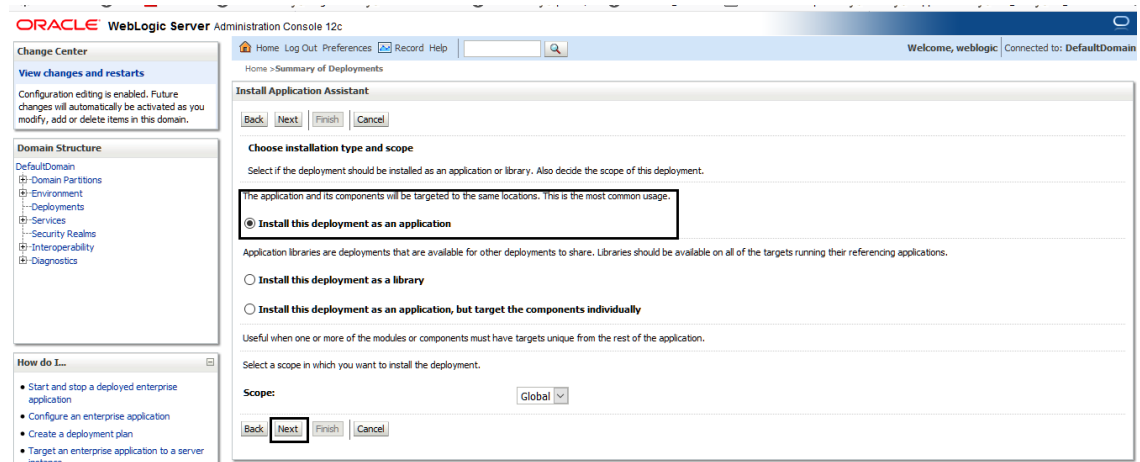 ORACLE WebLogic Server Administration Console 12c
Change Center
View changes and restarts
Configuration editing is enabled. Future
changes will automatically be activated as you
modify, add or delete items in this domain.
Domain Structure
DefaultDomain
Domain Partitions
Environment
Deployments
Services
Security Realms
Interoperability
Diagnostics
How do I...
Start and stop a deployed enterprise
application
Configure an enterprise application
Create a deployment plan
Target an enterprise application to a server
Home Log Out Preferences Record Help
Welcome, weblogic Connected to: DefaultDomain
Home >Summary of Deployments
Install Application Assistant
Back Next Finish Cancel
Choose installation type and scope
Select if the deployment should be installed as an application or library. Also decide the scope of this deployment.
The application and its components will be targeted to the same locations. This is the most common usage.
Install this deployment as an application
Application libraries are deployments that are available for other deployments to share. Libraries should be available on all of the targets running their referencing applications.
Install this deployment as a library
Install this deployment as an application, but target the components individually
Useful when one or more of the modules or components must have targets unique from the rest of the application.
Select a scope in which you want to install the deployment.
Scope: Global
Back Next Finish Cancel